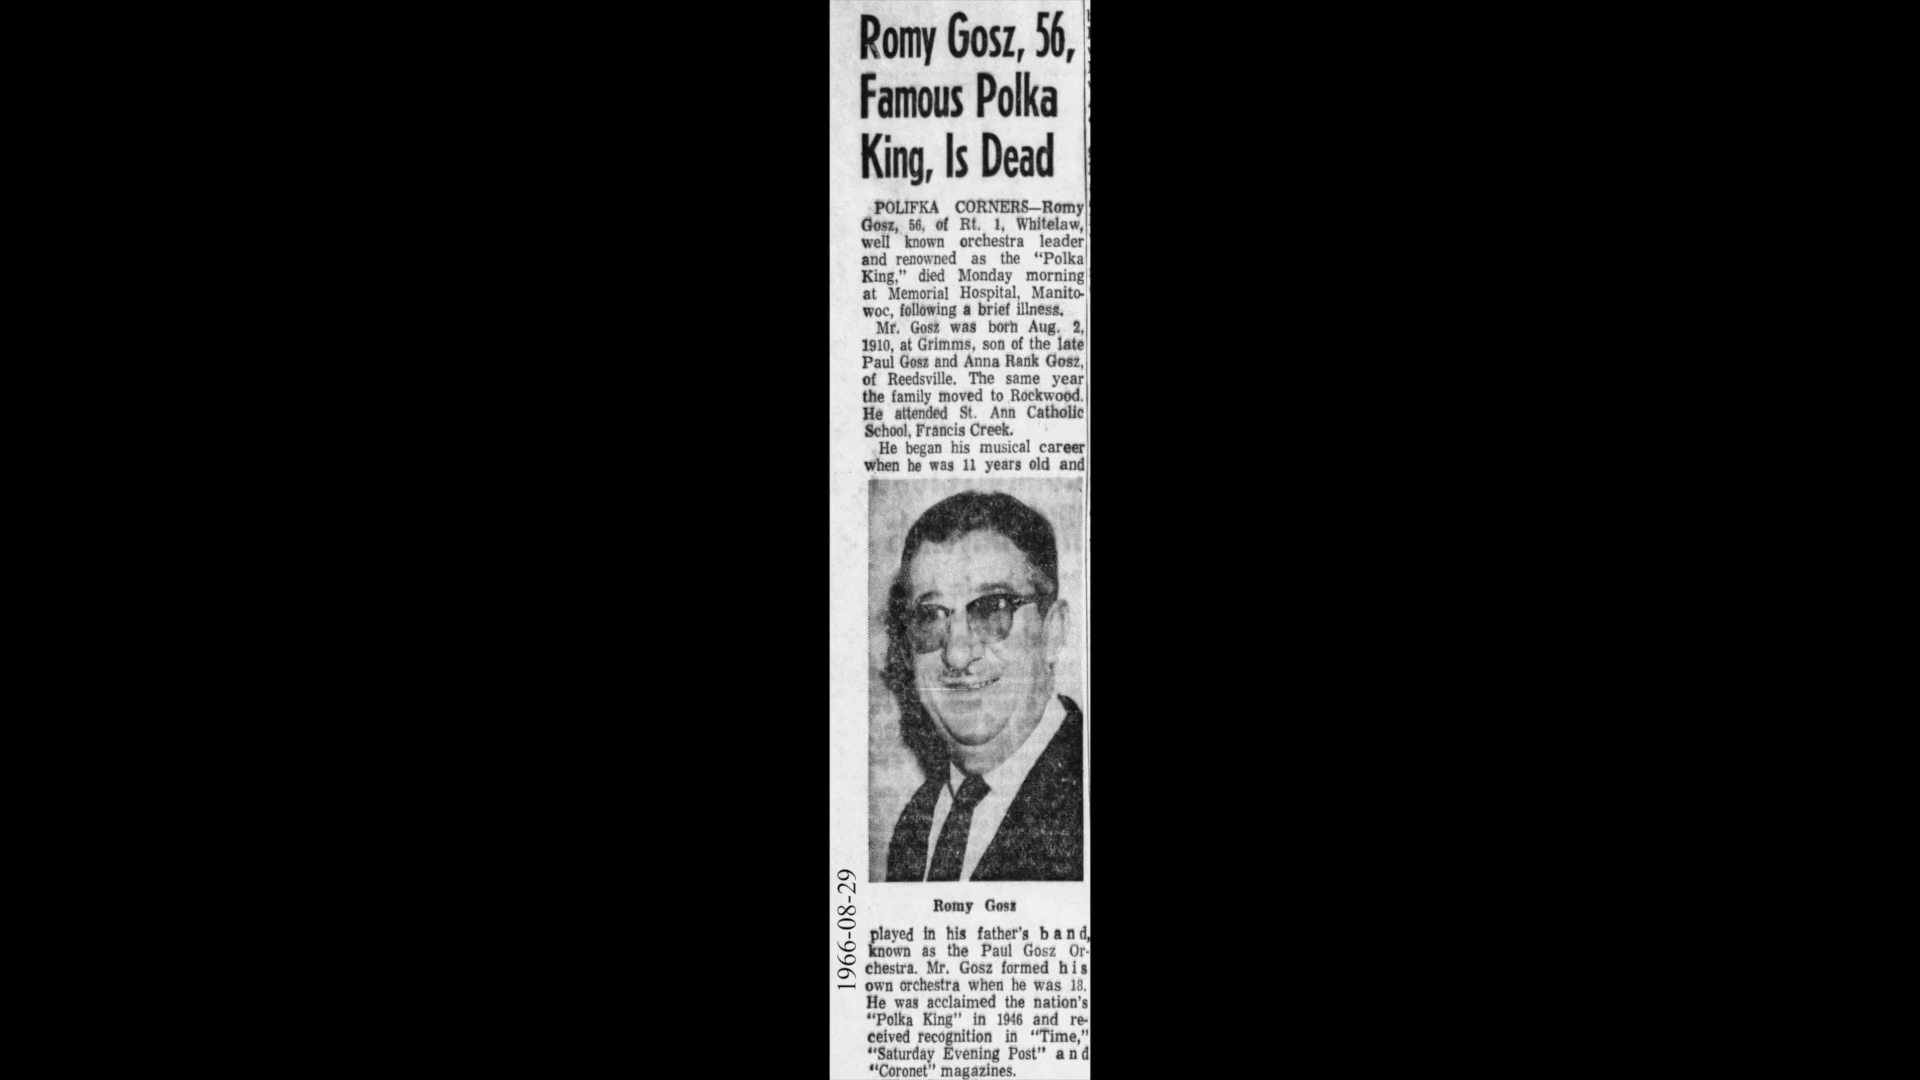 Romy Gosz, 56,
Famous Polka
King, Is Dead
POLIFKA CORNERS—Romy
Gosz, 56, of Rt. 1, Whitelaw,
well known orchestra leader
and renowned as the “Polka
King,” died Monday morning
at Memorial Hospital, Manito-
woc, following a brief illness.
Mr. Gosz was born Aug. 2,
1910, at Grimms, son of the late
Paul Gosz and Anna Rank Gosz,
of Reedsville. The same year
the family moved to Rockwood.
He attended St. Ann Catholic
School, Francis Creek.
He began his musical career
when he was 11 years old and
Romy Gosz
played in his father's band,
known as the Paul Gosz Or-
chestra. Mr. Gosz formed his
own orchestra when he was 18.
He was acclaimed the nation's
“Polka King” in 1946 and re-
ceived recognition in “Time,”
“Saturday Evening Post” and
“Coronet” magazines.
1966-08-29